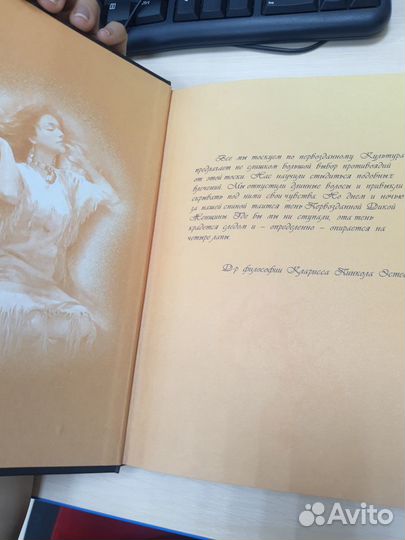 Все мы тоскуем по первозданному. Культура
предлагает не слишком большой выбор противоядий
от этой тоски. Нас научили стыдиться подобных
влечений. Мы отпустили длинные волосы и привыкли
скрывать под ними свои чувства. Но днем и ночью
за нашей спиной таится тень Первозданной Дикой
Женщины. Где бы мы ни ступали, эта тень
крадется следом и – определенно – опирается на
четыре лапы.
Д-р философии Кларисса Пинкола Эстес
Avito